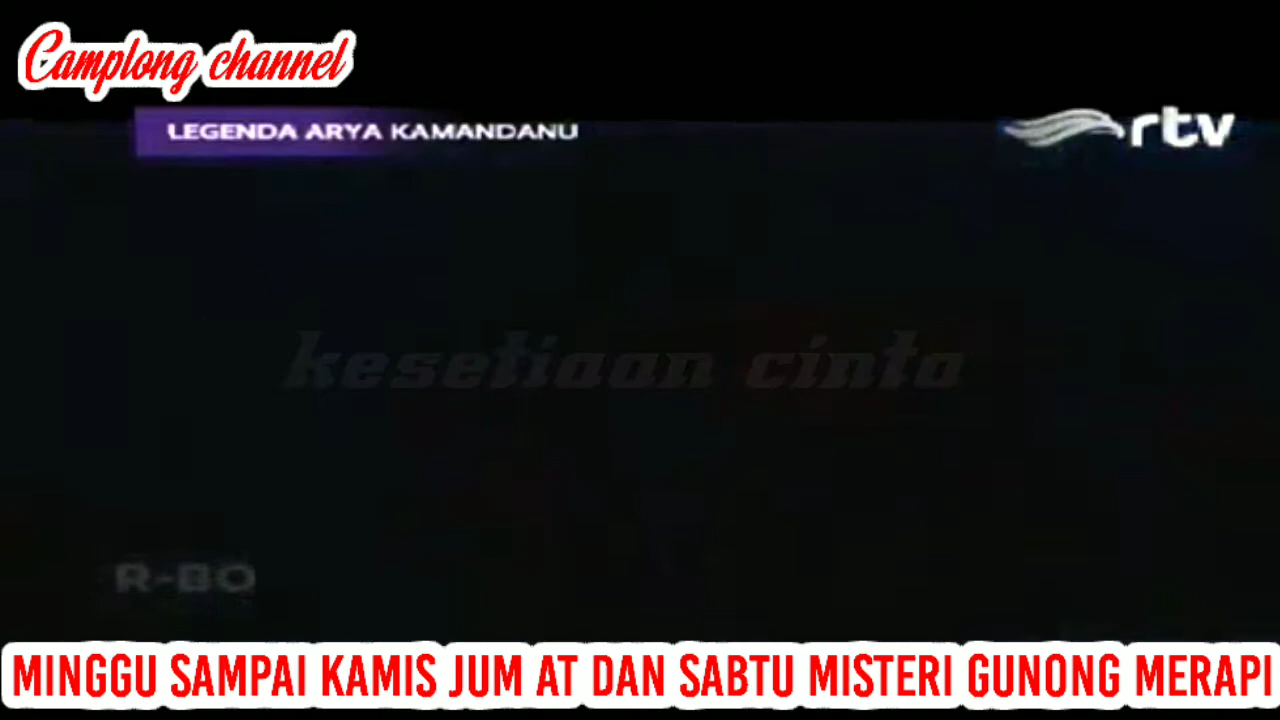 Camplong channel
LEGENDA ARYA KAMANDANU
rtv
kesetiaan cinta
R-BO
MINGGU SAMPAI KAMIS JUM AT DAN SABTU MISTERI GUNONG MERAPI